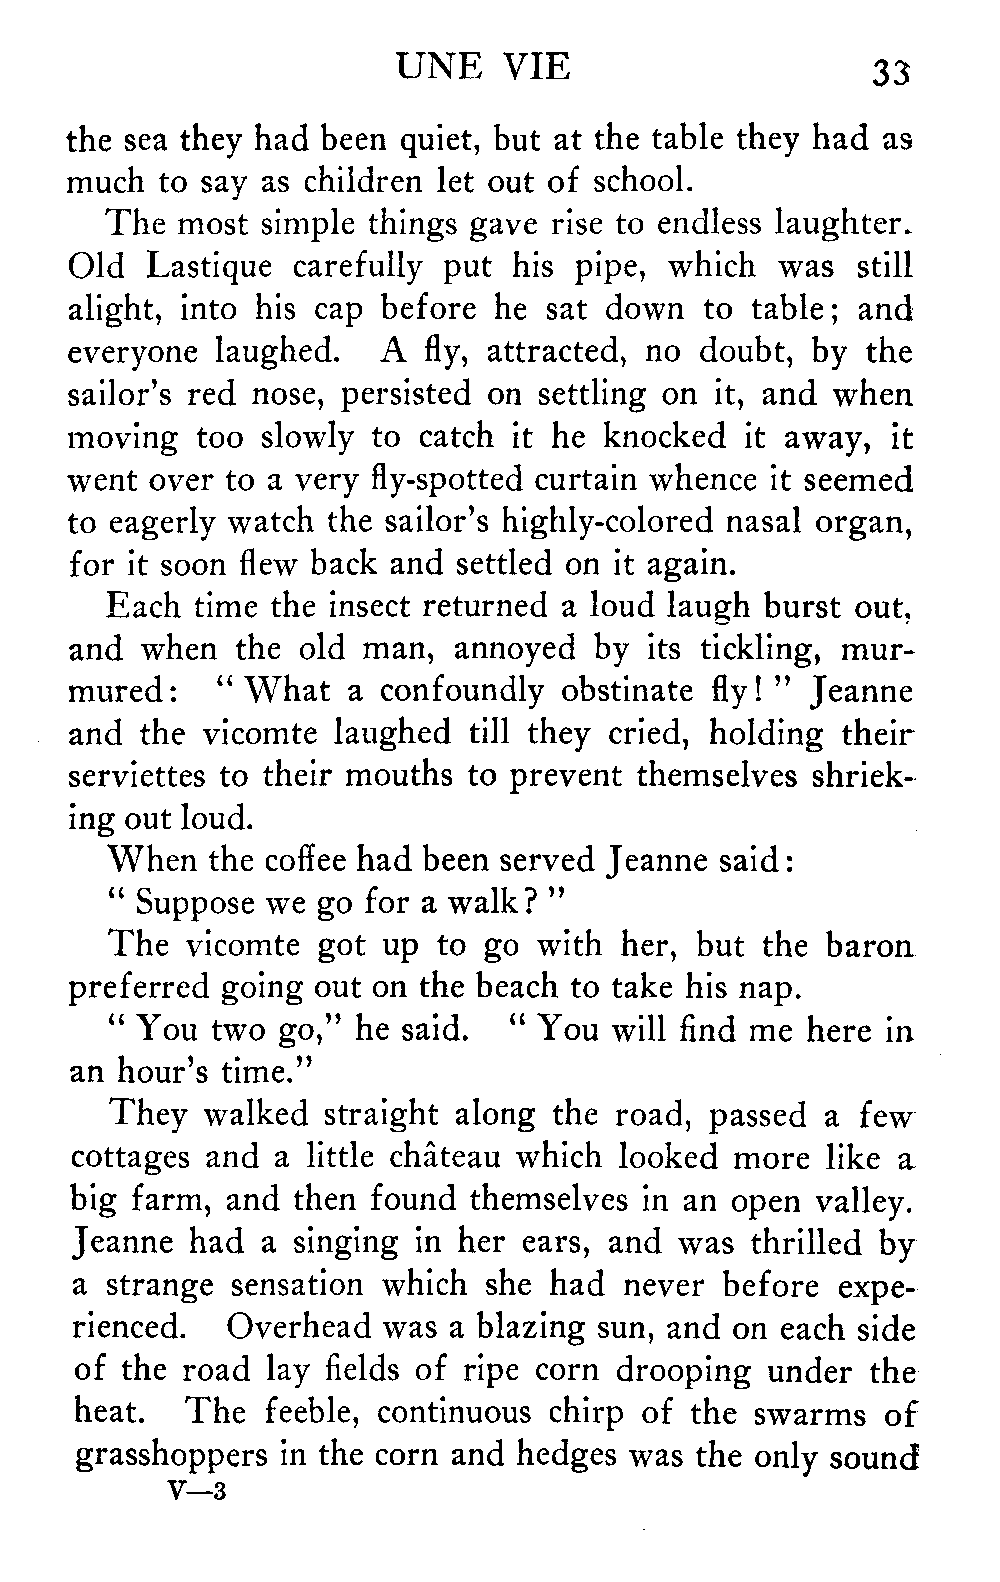 UNE VIE 33
the sea they had been quiet, but at the table they had as
much to say as children let out of school.
The most simple things gave rise to endless laughter.
Old Lastique carefully put his pipe, which was still
alight, into his cap before he sat down to table; and
everyone laughed. A fly, attracted, no doubt, by the
sailor's red nose, persisted on settling on it, and when
moving too slowly to catch it he knocked it away, it
went over to a very fly-spotted curtain whence it seemed
to eagerly watch the sailor's highly-colored nasal organ,
for it soon flew back and settled on it again.
Each time the insect returned a loud laugh burst out,
and when the old man, annoyed by its tickling, mur-
mured: " What a confoundly obstinate fly! " Jeanne
and the vicomte laughed till they cried, holding their
serviettes to their mouths to prevent themselves shriek-
ing out loud.
When the coffee had been served Jeanne said:
" Suppose we go for a walk? "
The vicomte got up to go with her, but the baron
preferred going out on the beach to take his nap.
" You two go," he said. " You will find me here in
an hour's time."
They walked straight along the road, passed a few
cottages and a little château which looked more like a
big farm, and then found themselves in an open valley.
Jeanne had a singing in her ears, and was thrilled by
a strange sensation which she had never before expe-
rienced. Overhead was a blazing sun, and on each side
of the road lay fields of ripe corn drooping under the
heat. The feeble, continuous chirp of the swarms of
grasshoppers in the corn and hedges was the only sound
V—3